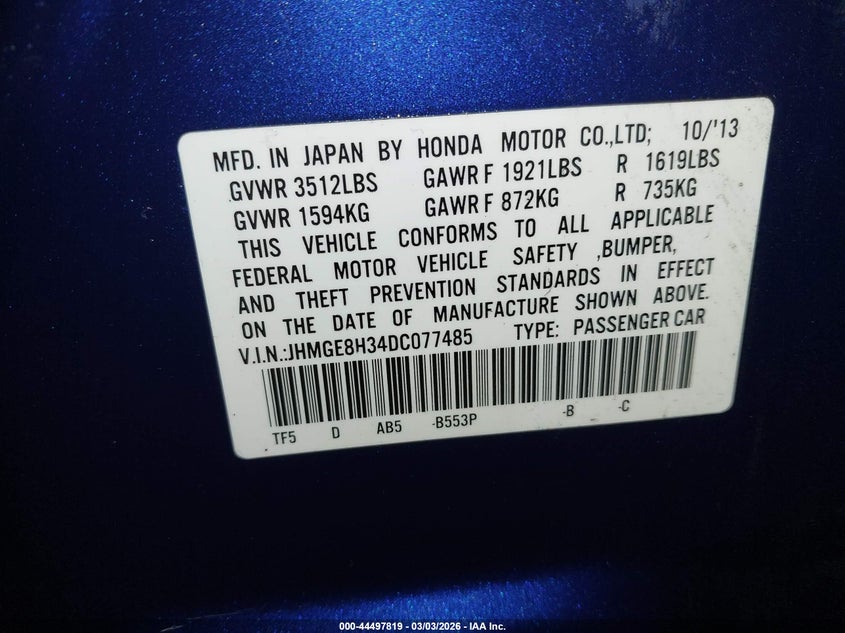 MFD. IN JAPAN BY HONDA MOTOR CO.,LTD; 10/'13
GVWR 3512LBS GAWR F 1921LBS R 1619LBS
GVWR 1594KG GAWR F 872KG R 735KG
THIS VEHICLE CONFORMS TO ALL APPLICABLE
FEDERAL MOTOR VEHICLE SAFETY ,BUMPER,
AND THEFT PREVENTION STANDARDS IN EFFECT
ON THE DATE OF MANUFACTURE SHOWN ABOVE.
V.I.N.:JHMGE8H34DC077485 TYPE: PASSENGER CAR
TF5 D AB5 -B553P -B -C
000-44497819 - 03/03/2026 - IAA Inc.